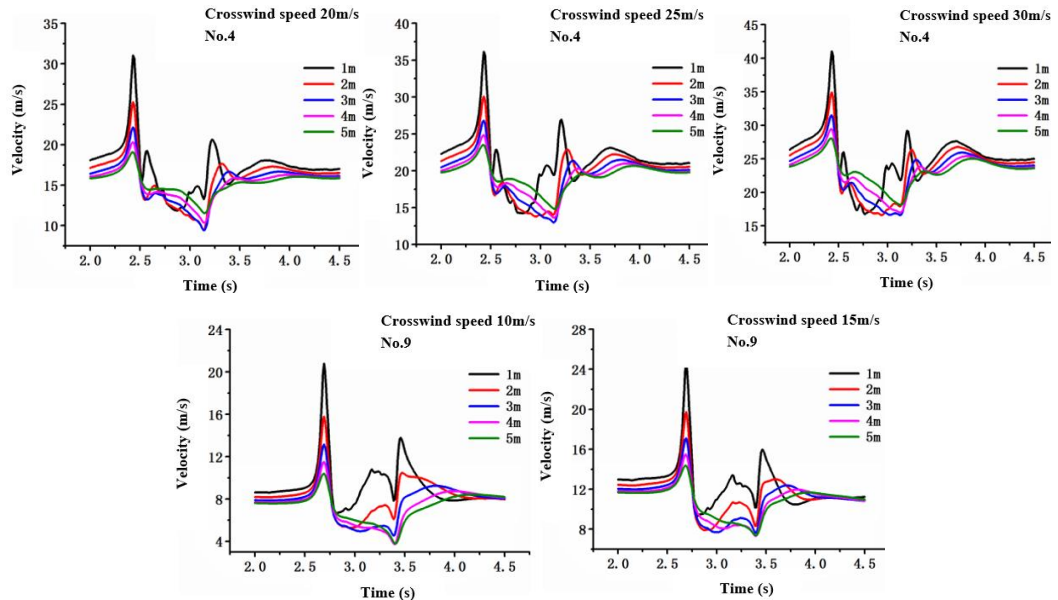 Crosswind speed 20m/s
No.4
35
30
25
20
15
10
Velocity (m/s)
1m
2m
3m
4m
5m
2.0 2.5 3.0 3.5 4.0 4.5
Time (s)
Crosswind speed 25m/s
No.4
40
35
30
25
20
15
10
Velocity (m/s)
1m
2m
3m
4m
5m
2.0 2.5 3.0 3.5 4.0 4.5
Time (s)
Crosswind speed 30m/s
No.4
45
40
35
30
25
20
15
Velocity (m/s)
1m
2m
3m
4m
5m
2.0 2.5 3.0 3.5 4.0 4.5
Time (s)
Crosswind speed 10m/s
No.9
24
20
16
12
8
4
Velocity (m/s)
1m
2m
3m
4m
5m
2.0 2.5 3.0 3.5 4.0 4.5
Time (s)
Crosswind speed 15m/s
No.9
28
24
20
16
12
8
Velocity (m/s)
1m
2m
3m
4m
5m
2.0 2.5 3.0 3.5 4.0 4.5
Time (s)